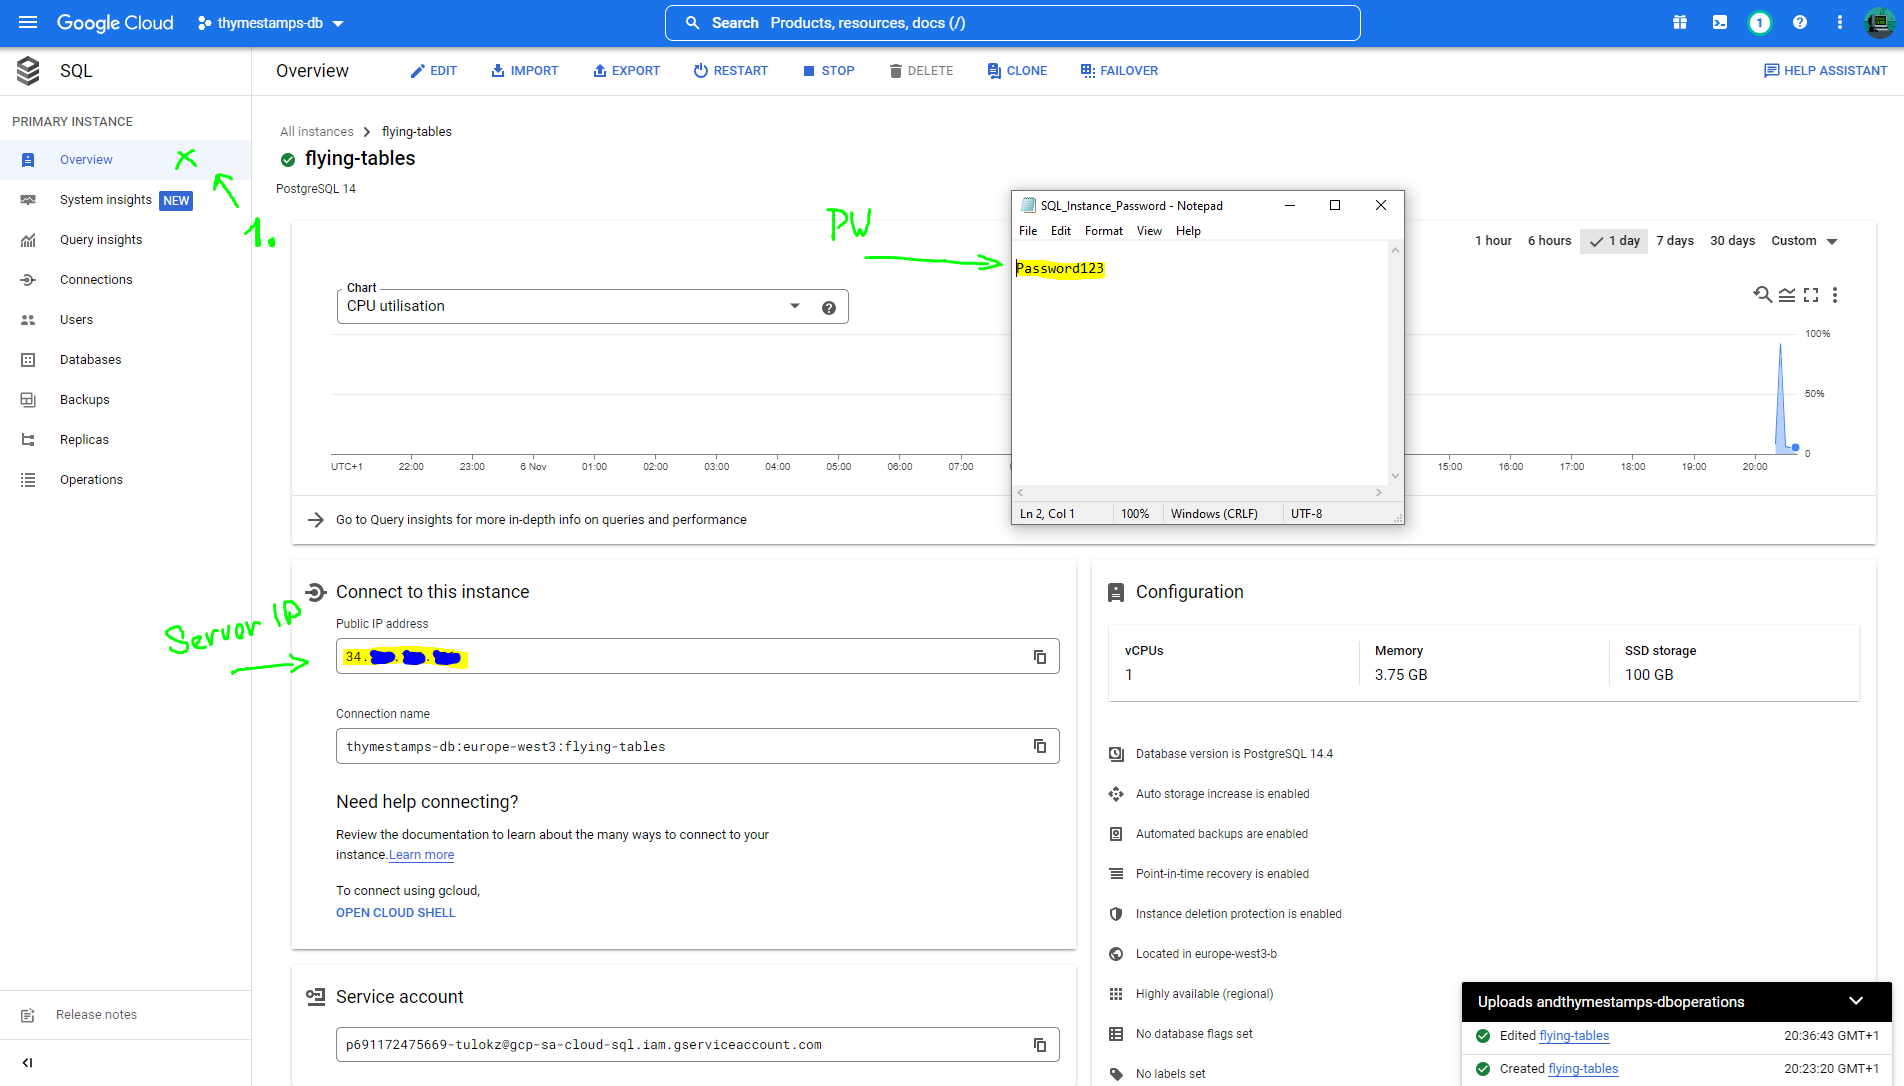 Google Cloud
thymestamps-db
Search Products, resources, docs (/)
1
SQL
Overview
EDIT
IMPORT
EXPORT
RESTART
STOP
DELETE
CLONE
FAILOVER
HELP ASSISTANT
PRIMARY INSTANCE
Overview
System insights NEW
Query insights
Connections
Users
Databases
Backups
Replicas
Operations
Release notes
1.
All instances > flying-tables
flying-tables
PostgreSQL 14
PW
SQL_Instance_Password - Notepad
File Edit Format View Help
Password123
Ln 2, Col 1 100% Windows (CRLF) UTF-8
1 hour 6 hours 1 day 7 days 30 days Custom
Chart
CPU utilisation
100%
50%
0
UTC+1 22:00 23:00 6 Nov 01:00 02:00 03:00 04:00 05:00 06:00 07:00 15:00 16:00 17:00 18:00 19:00 20:00
Go to Query insights for more in-depth info on queries and performance
Server IP
Connect to this instance
Public IP address
34.
Connection name
thymestamps-db:europe-west3:flying-tables
Need help connecting?
Review the documentation to learn about the many ways to connect to your
instance.Learn more
To connect using gcloud,
OPEN CLOUD SHELL
Service account
p691172475669-tulokz@gcp-sa-cloud-sql.iam.gserviceaccount.com
Configuration
vCPUs Memory SSD storage
1 3.75 GB 100 GB
Database version is PostgreSQL 14.4
Auto storage increase is enabled
Automated backups are enabled
Point-in-time recovery is enabled
Instance deletion protection is enabled
Located in europe-west3-b
Highly available (regional)
No database flags set
No labels set
Uploads andthymestamps-dboperations
Edited flying-tables 20:36:43 GMT+1
Created flying-tables 20:23:20 GMT+1